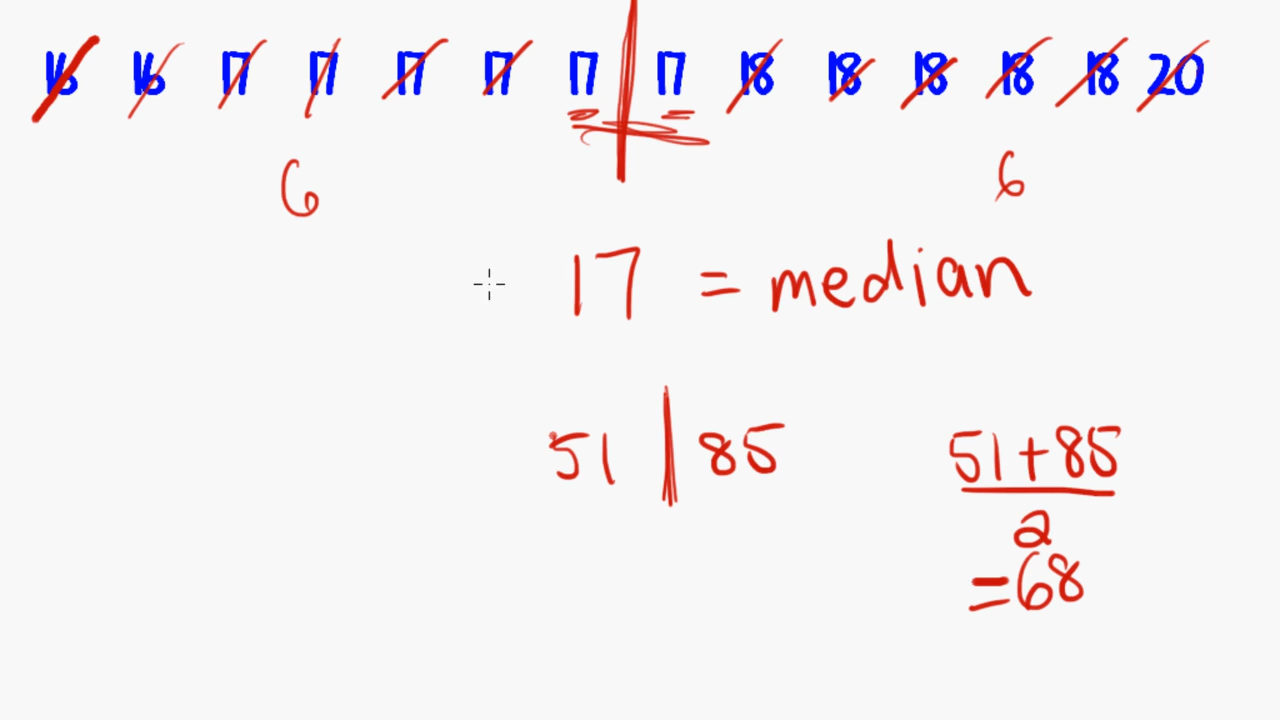 16 16 17 17 17 17 17 17 18 18 18 18 18 20
6 6
17 = median
51 | 85
51+85
2
=68